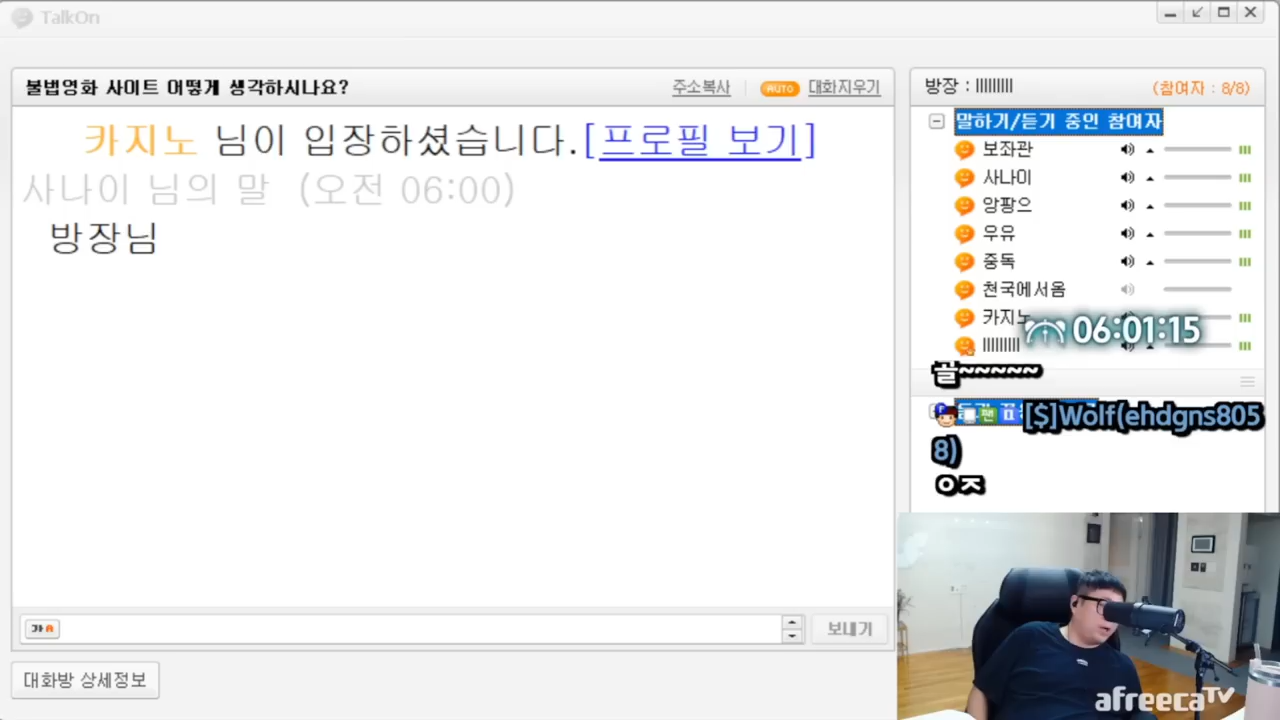 TalkOn
불법영화 사이트 어떻게 생각하시나요?
주소복사
AUTO
대화지우기
카지노 님이 입장하셨습니다.[프로필 보기]
사나이 님의 말 (오전 06:00)
방장님
가
보내기
대화방 상세정보
방장 : llllllll
(참여자 : 8/8)
말하기/듣기 중인 참여자
보좌관
사나이
앙팡으
우유
중독
천국에서옴
카지노
llllllll
06:01:15
골~~~~~
팬
[$]Wolf(ehdgns805
8)
ㅇㅈ
afreecaTV